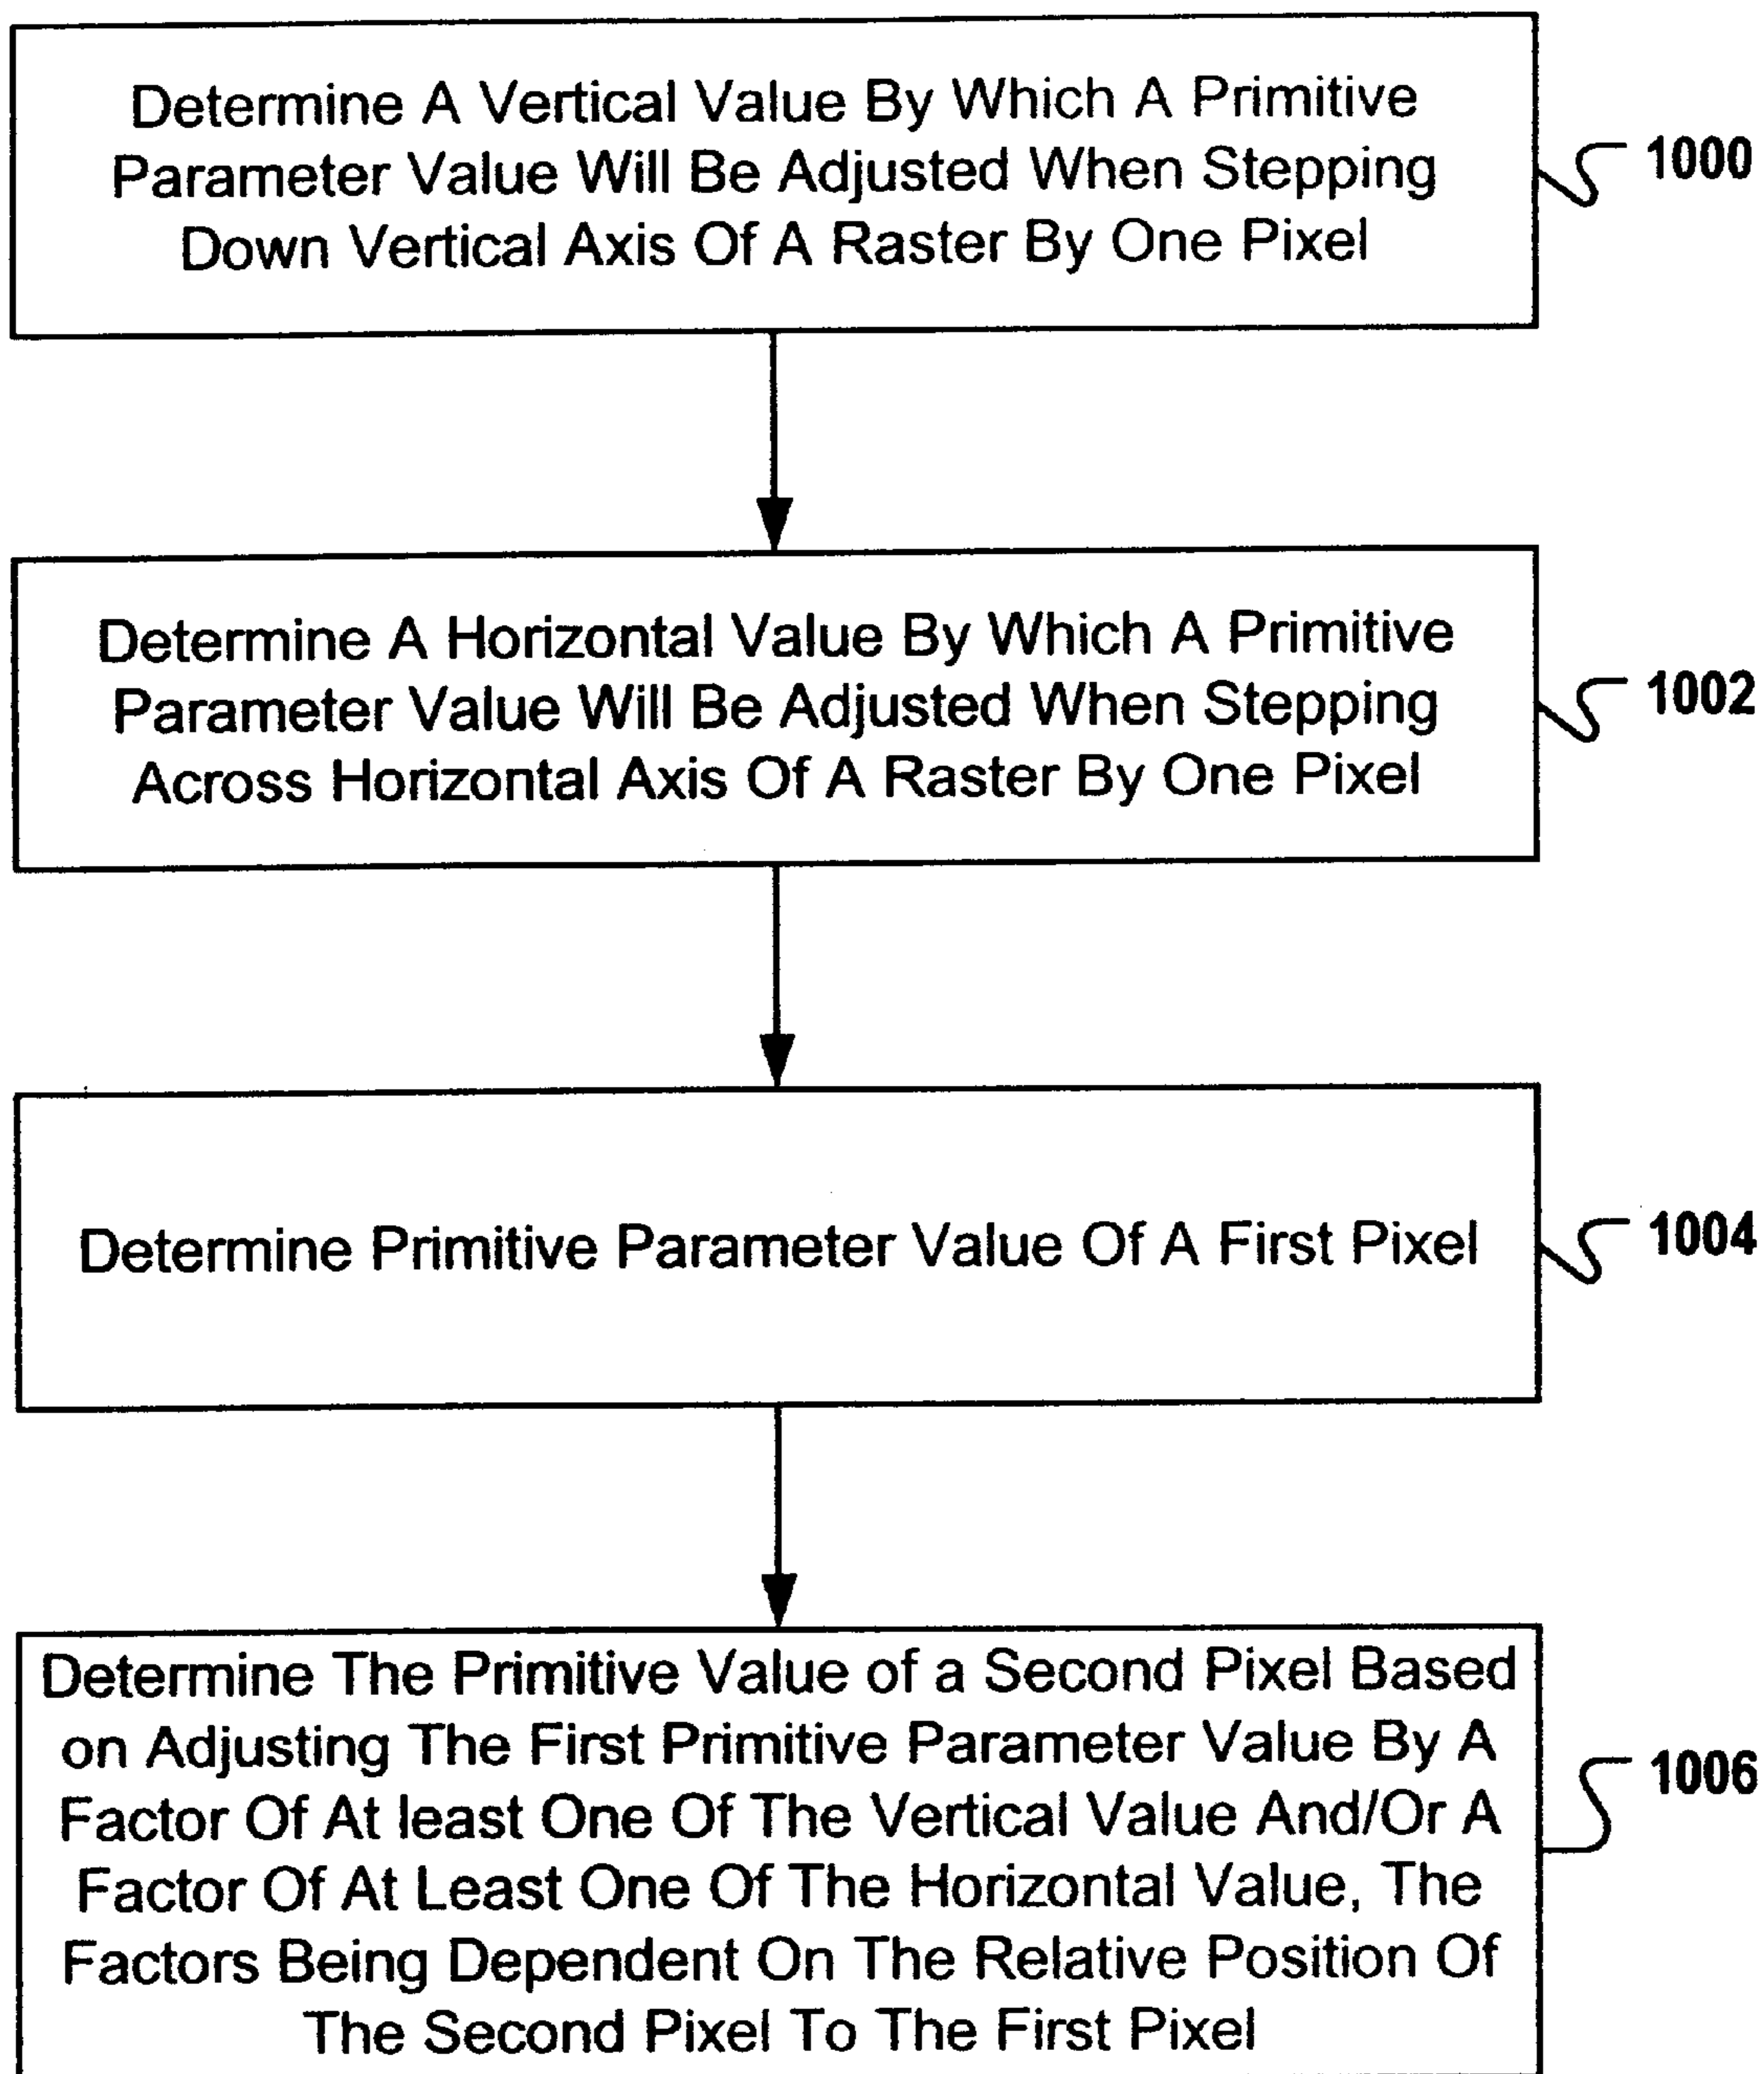 Determine A Vertical Value By Which A Primitive
Parameter Value Will Be Adjusted When Stepping
Down Vertical Axis Of A Raster By One Pixel
1000
Determine A Horizontal Value By Which A Primitive
Parameter Value Will Be Adjusted When Stepping
Across Horizontal Axis Of A Raster By One Pixel
1002
Determine Primitive Parameter Value Of A First Pixel
1004
Determine The Primitive Value of a Second Pixel Based
on Adjusting The First Primitive Parameter Value By A
Factor Of At least One Of The Vertical Value And/Or A
Factor Of At Least One Of The Horizontal Value, The
Factors Being Dependent On The Relative Position Of
The Second Pixel To The First Pixel
1006